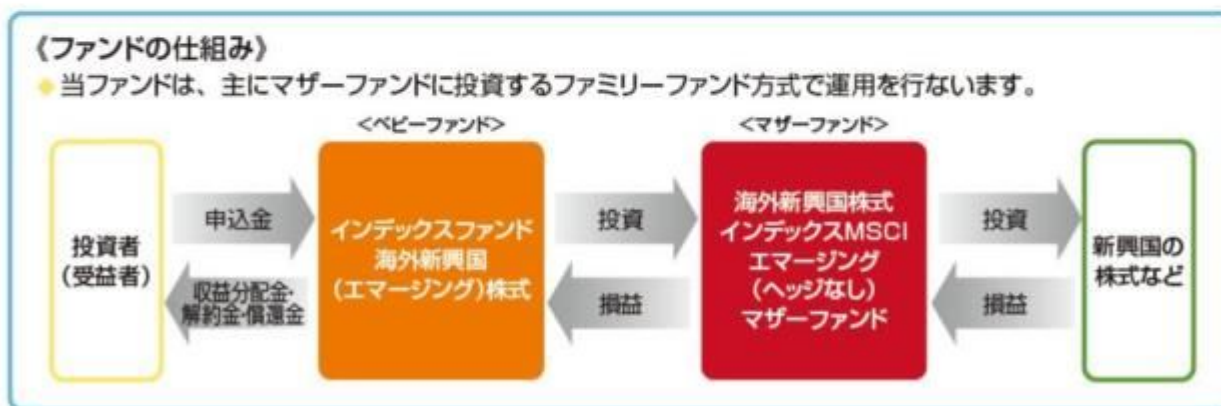 《ファンドの仕組み》
◆当ファンドは、主にマザーファンドに投資するファミリーファンド方式で運用を行ないます。
<ベビーファンド>
<マザーファンド>
投資者
(受益者)
申込金
収益分配金・
解約金・償還金
インデックスファンド
海外新興国
(エマージング)株式
投資
損益
海外新興国株式
インデックスMSCI
エマージング
(ヘッジなし)
マザーファンド
投資
損益
新興国の
株式など